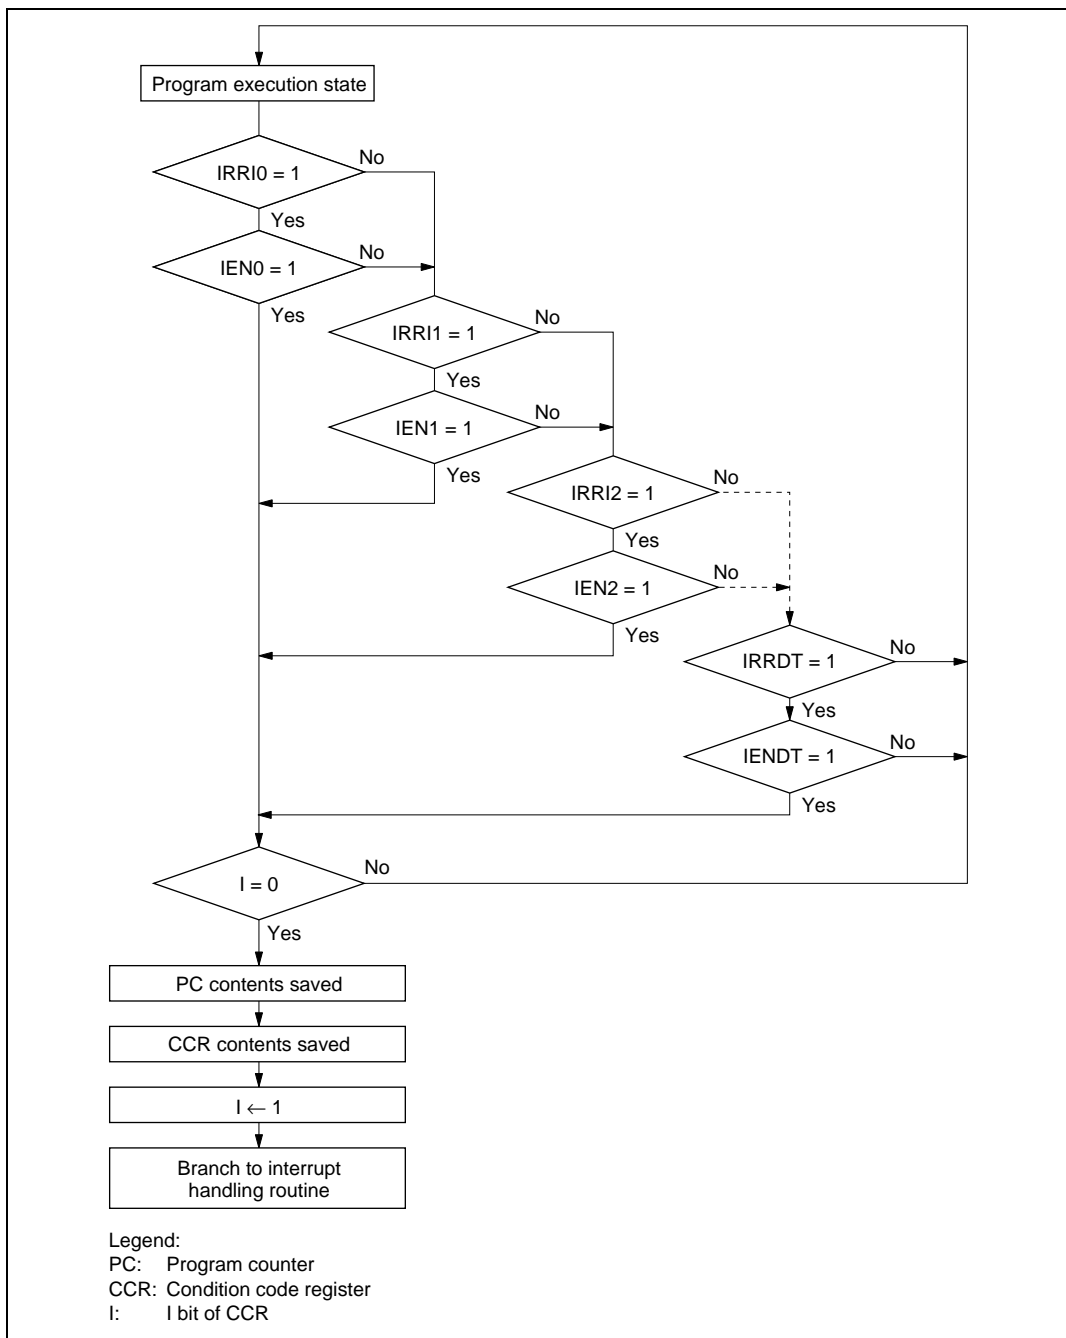 Program execution state
IRRI0 = 1
No
Yes
IEN0 = 1
No
Yes
IRRI1 = 1
No
Yes
IEN1 = 1
No
Yes
IRRI2 = 1
No
Yes
IEN2 = 1
No
Yes
IRRDT = 1
No
Yes
IENDT = 1
No
Yes
I = 0
No
Yes
PC contents saved
CCR contents saved
I ← 1
Branch to interrupt
handling routine
Legend:
PC: Program counter
CCR: Condition code register
I: I bit of CCR